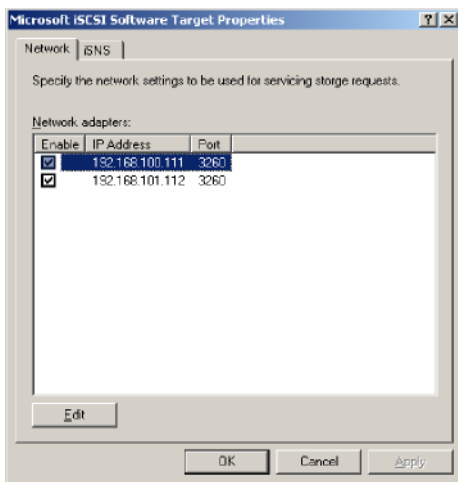 Microsoft iSCSI Software Target Properties
Network iSNS
Specify the network settings to be used for servicing storge requests.
Network adapters:
Enable IP Address Port
192.168.100.111 3260
192.168.101.112 3260
Edit
OK Cancel Apply